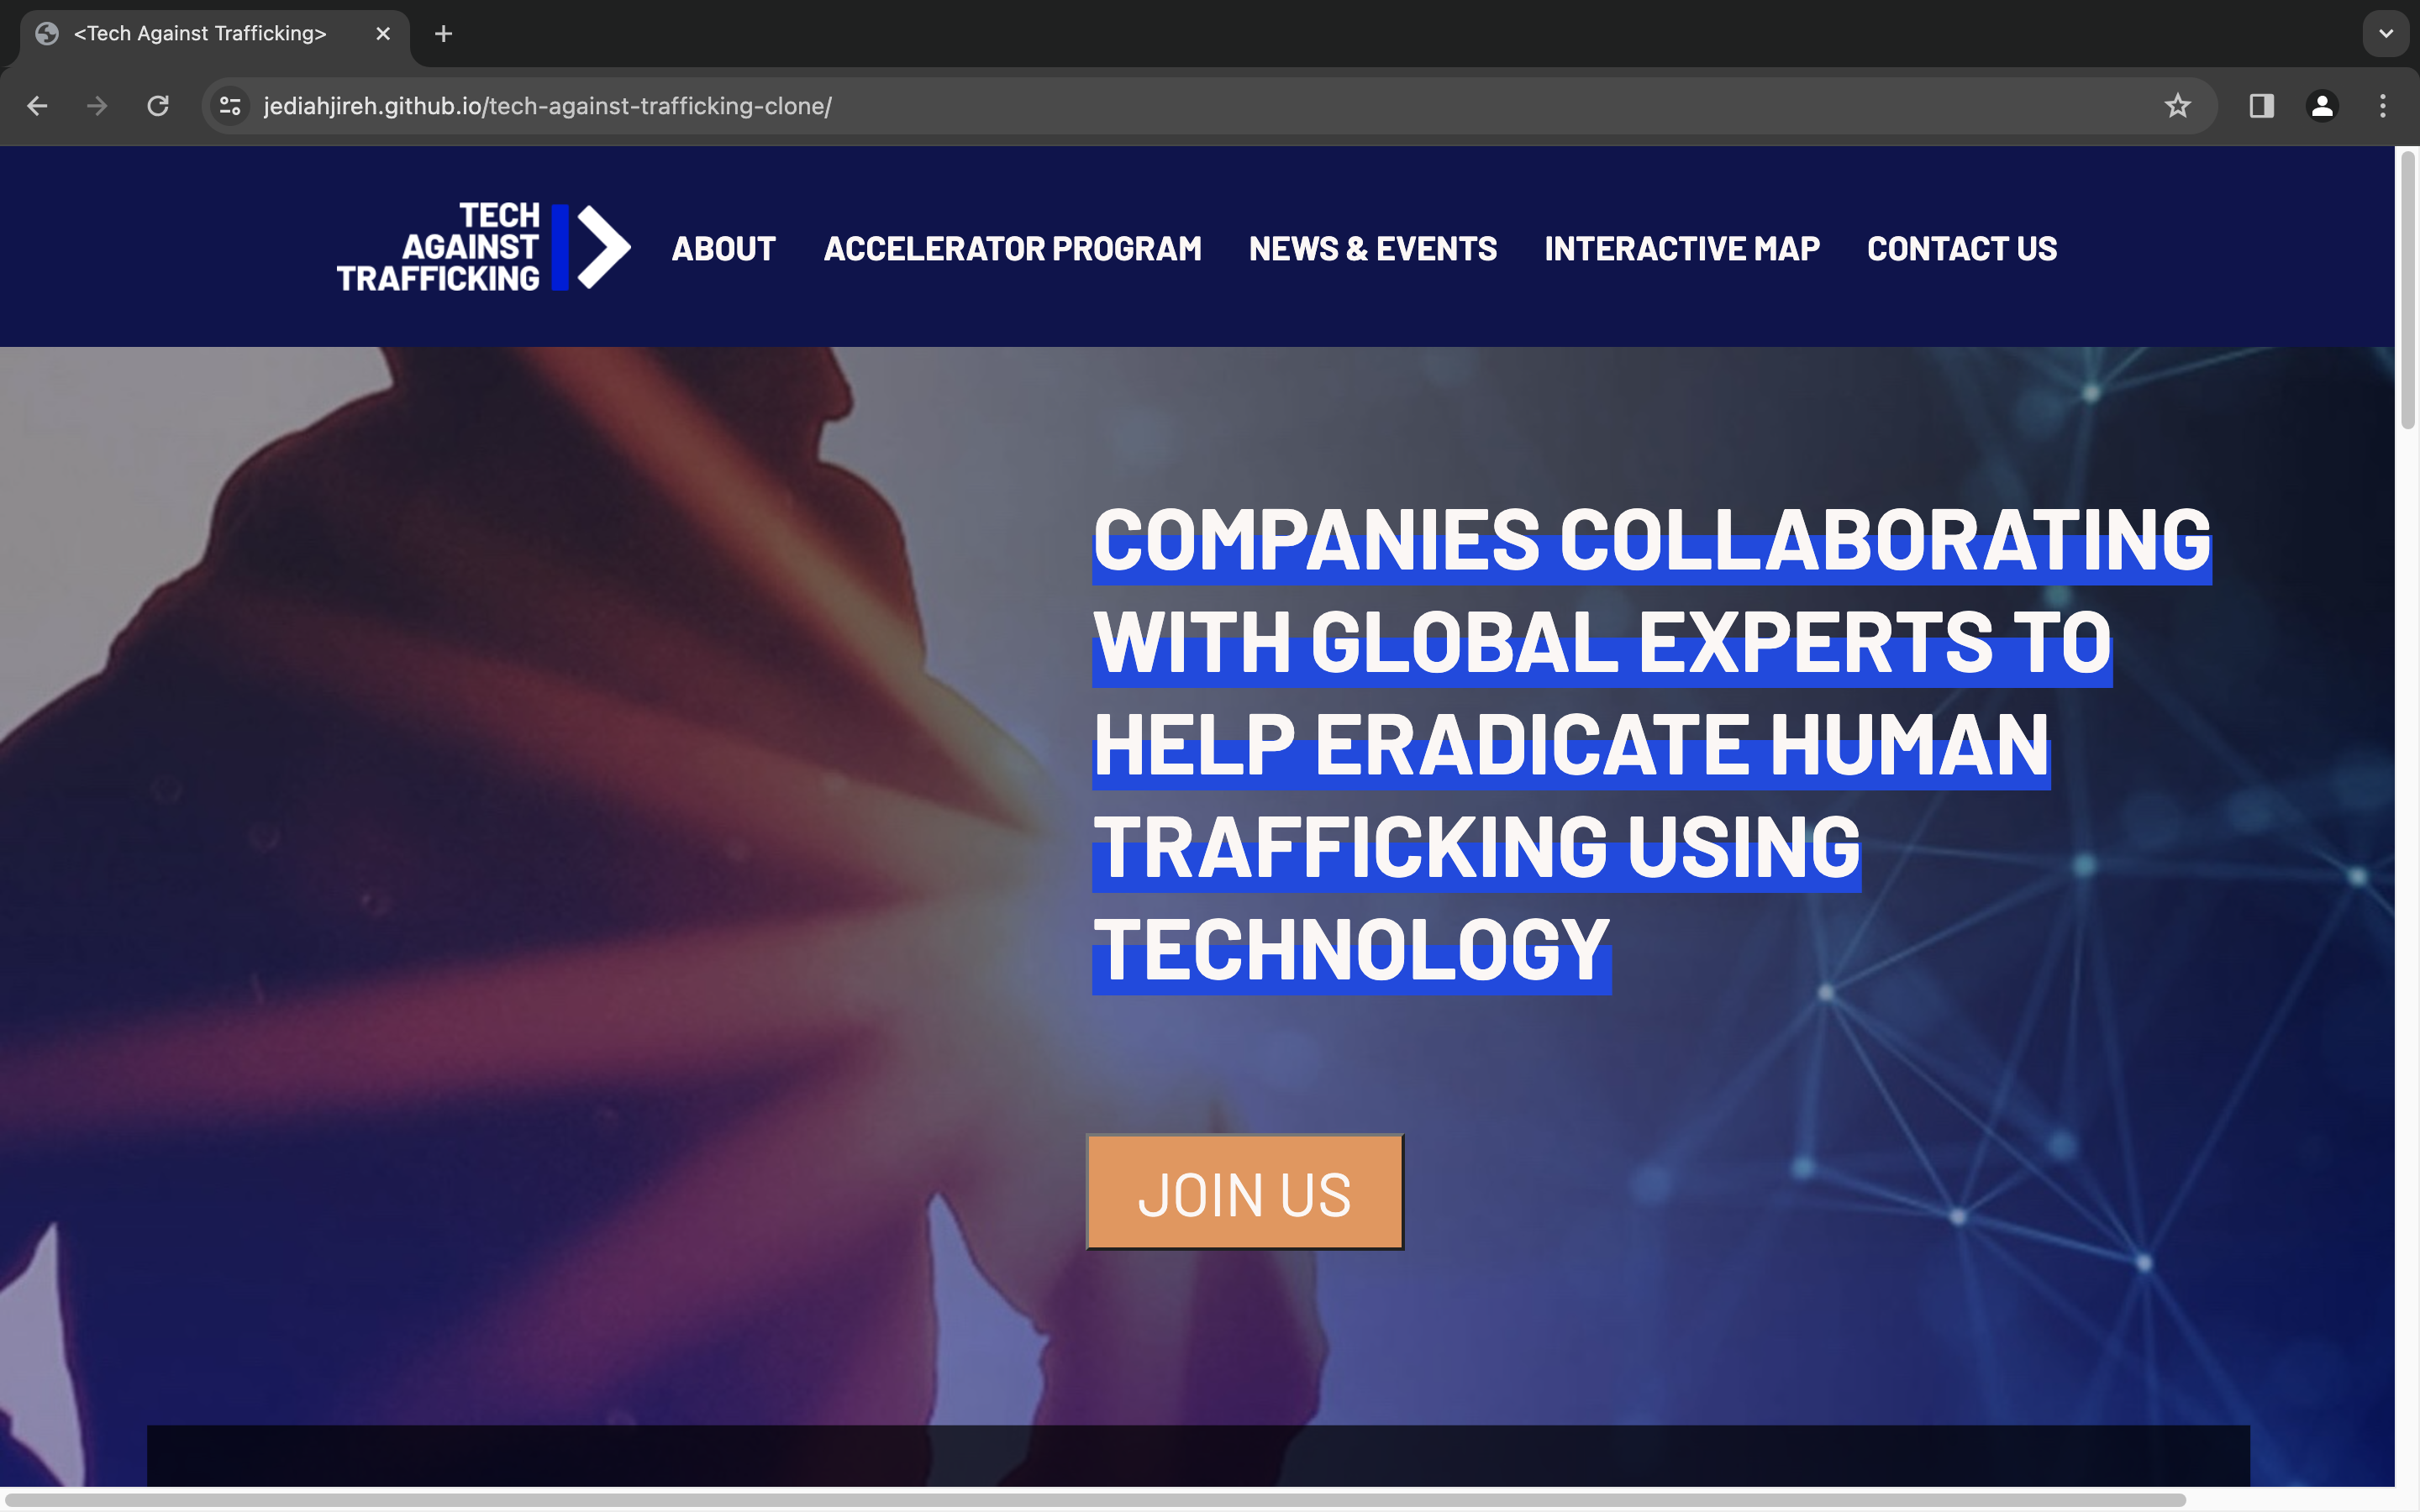 <Tech Against Trafficking>
jediahjireh.github.io/tech-against-trafficking-clone/
TECH
AGAINST
TRAFFICKING
ABOUT ACCELERATOR PROGRAM NEWS & EVENTS INTERACTIVE MAP CONTACT US
COMPANIES COLLABORATING
WITH GLOBAL EXPERTS TO
HELP ERADICATE HUMAN
TRAFFICKING USING
TECHNOLOGY
JOIN US